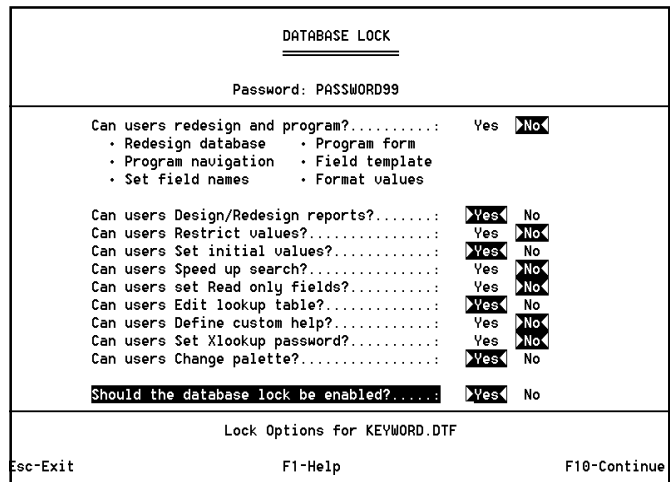 DATABASE LOCK
Password: PASSWORD99
Can users redesign and program?..........: Yes No
• Redesign database • Program form
• Program navigation • Field template
• Set field names • Format values
Can users Design/Redesign reports?.......: Yes No
Can users Restrict values?...............: Yes No
Can users Set initial values?............: Yes No
Can users Speed up search?...............: Yes No
Can users set Read only fields?..........: Yes No
Can users Edit lookup table?.............: Yes No
Can users Define custom help?............: Yes No
Can users Set Xlookup password?..........: Yes No
Can users Change palette?................: Yes No
Should the database lock be enabled?.....: Yes No
Lock Options for KEYWORD.DTF
Esc-Exit F1-Help F10-Continue